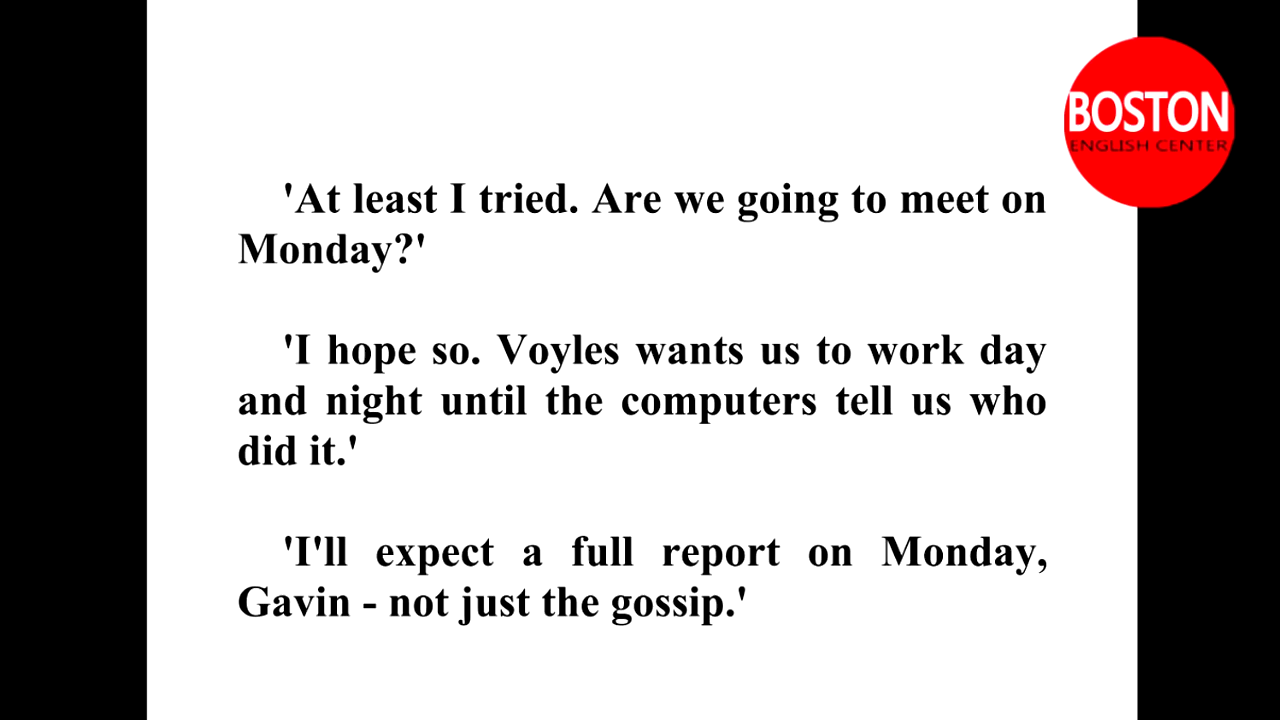 BOSTON
ENGLISH CENTER
'At least I tried. Are we going to meet on
Monday?'
'I hope so. Voyles wants us to work day
and night until the computers tell us who
did it.'
'I'll expect a full report on Monday,
Gavin - not just the gossip.'